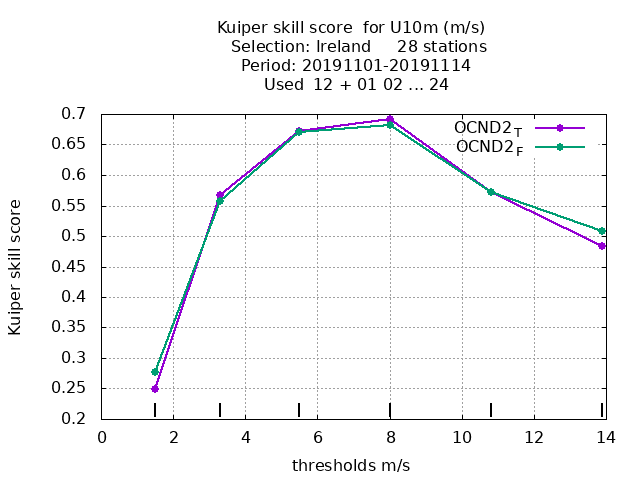 Kuiper skill score for U10m (m/s)
Selection: Ireland 28 stations
Period: 20191101-20191114
Used 12 + 01 02 ... 24
OCND2T
OCND2F
Kuiper skill score
0.7
0.65
0.6
0.55
0.5
0.45
0.4
0.35
0.3
0.25
0.2
0 2 4 6 8 10 12 14
thresholds m/s